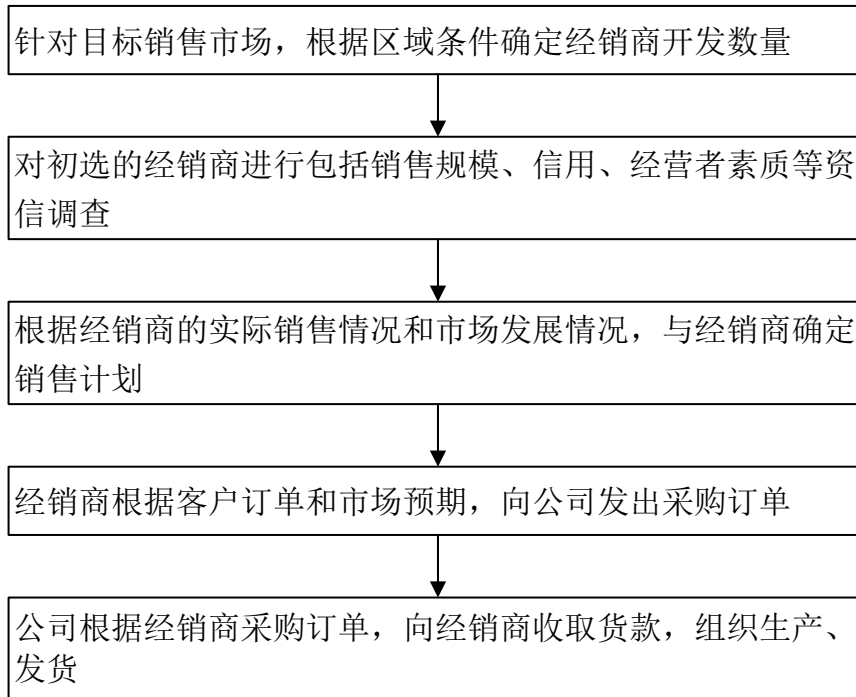 针对目标销售市场，根据区域条件确定经销商开发数量
对初选的经销商进行包括销售规模、信用、经营者素质等资
信调查
根据经销商的实际销售情况和市场发展情况，与经销商确定
销售计划
经销商根据客户订单和市场预期，向公司发出采购订单
公司根据经销商采购订单，向经销商收取货款，组织生产、
发货